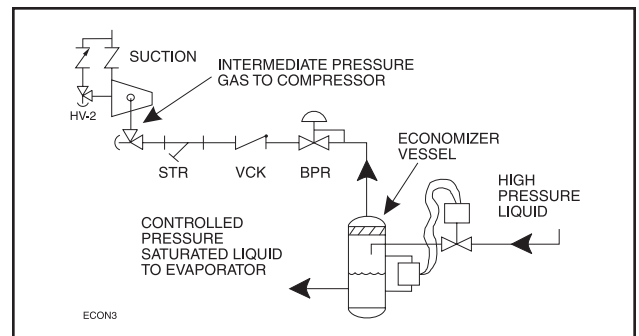 SUCTION
INTERMEDIATE PRESSURE
GAS TO COMPRESSOR
HV-2
STR
VCK
BPR
ECONOMIZER
VESSEL
HIGH
PRESSURE
LIQUID
CONTROLLED
PRESSURE
SATURATED LIQUID
TO EVAPORATOR
ECON3